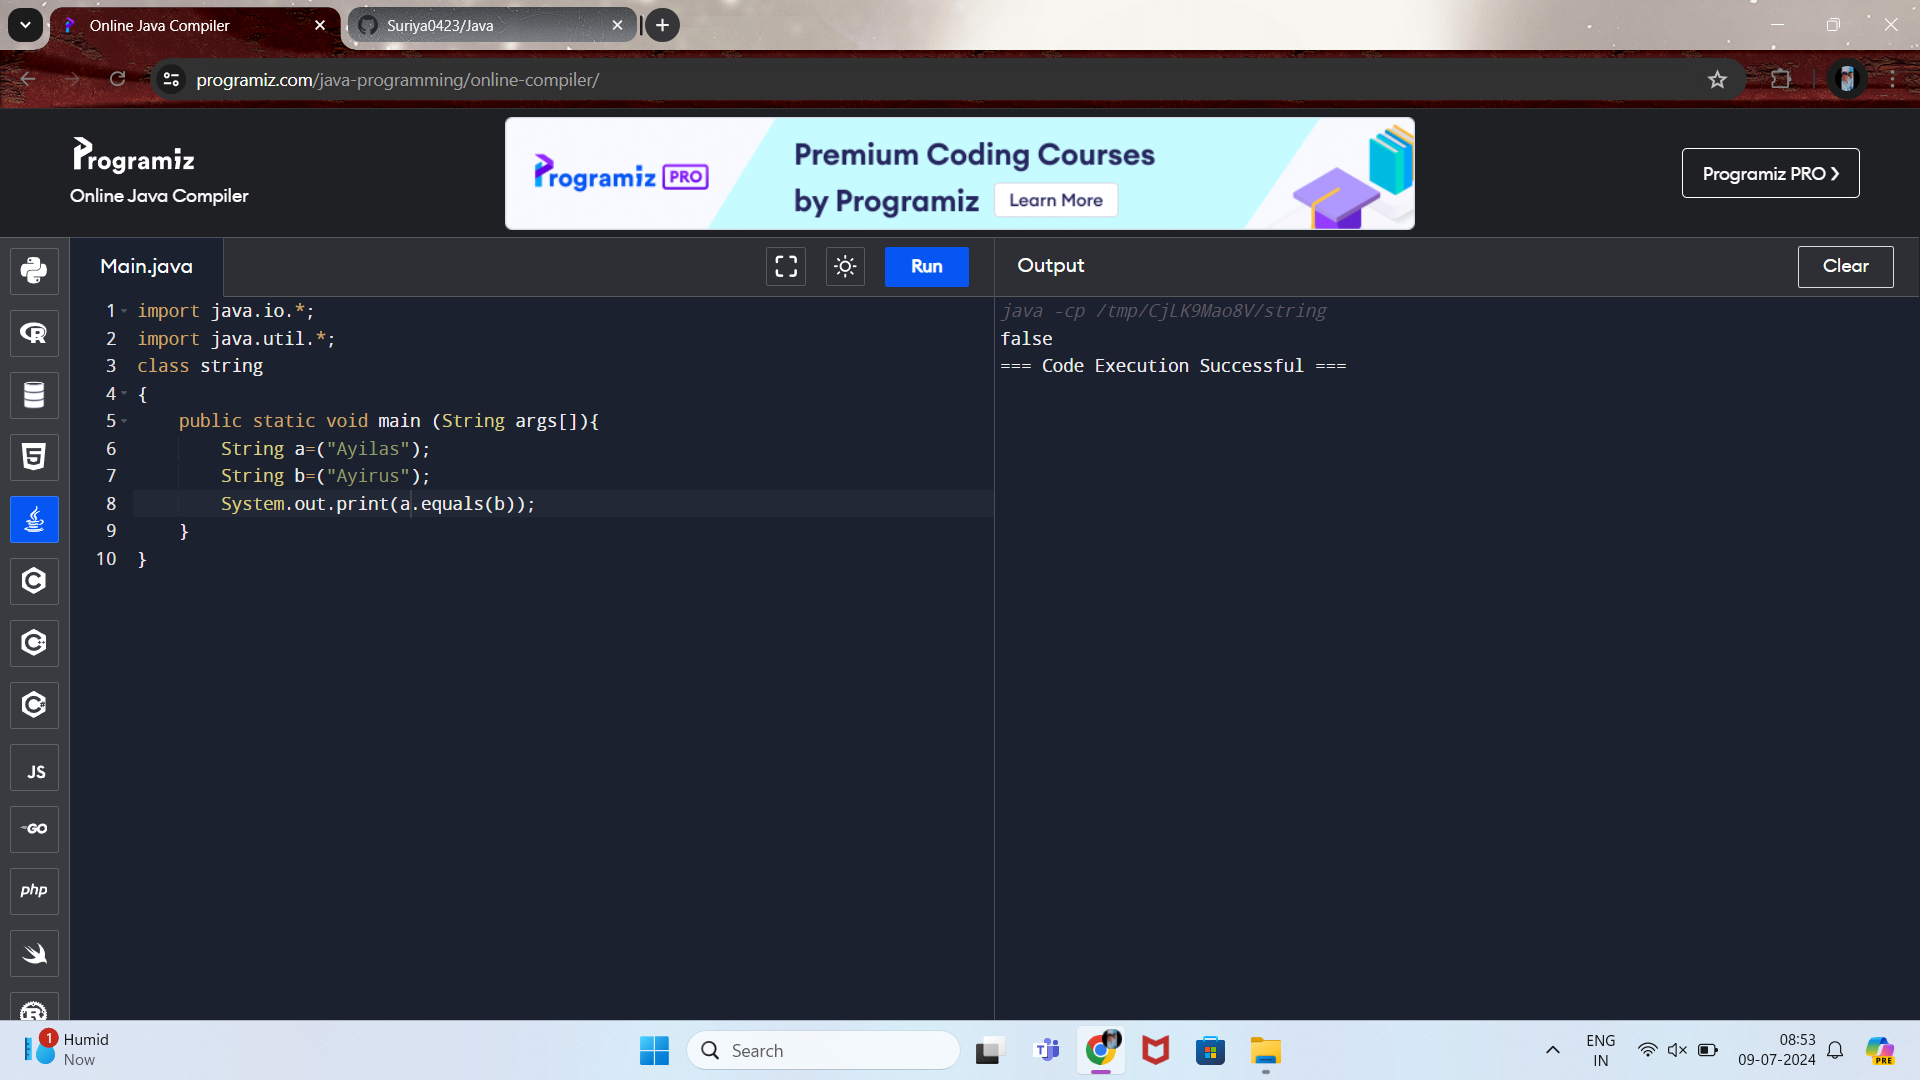 Online Java Compiler
Suriya0423/Java
programiz.com/java-programming/online-compiler/
Programiz
Online Java Compiler
Programiz PRO
Premium Coding Courses
by Programiz
Learn More
Programiz PRO ❯
Main.java
Run
Output
Clear
1 import java.io.*;
2 import java.util.*;
3 class string
4 {
5 public static void main (String args[]){
6 String a=("Ayilas");
7 String b=("Ayirus");
8 System.out.print(a.equals(b));
9 }
10 }
java -cp /tmp/CjLK9Mao8V/string
false
=== Code Execution Successful ===
JS
GO
php
1
Humid
Now
Search
ENG
IN
08:53
09-07-2024
PRE